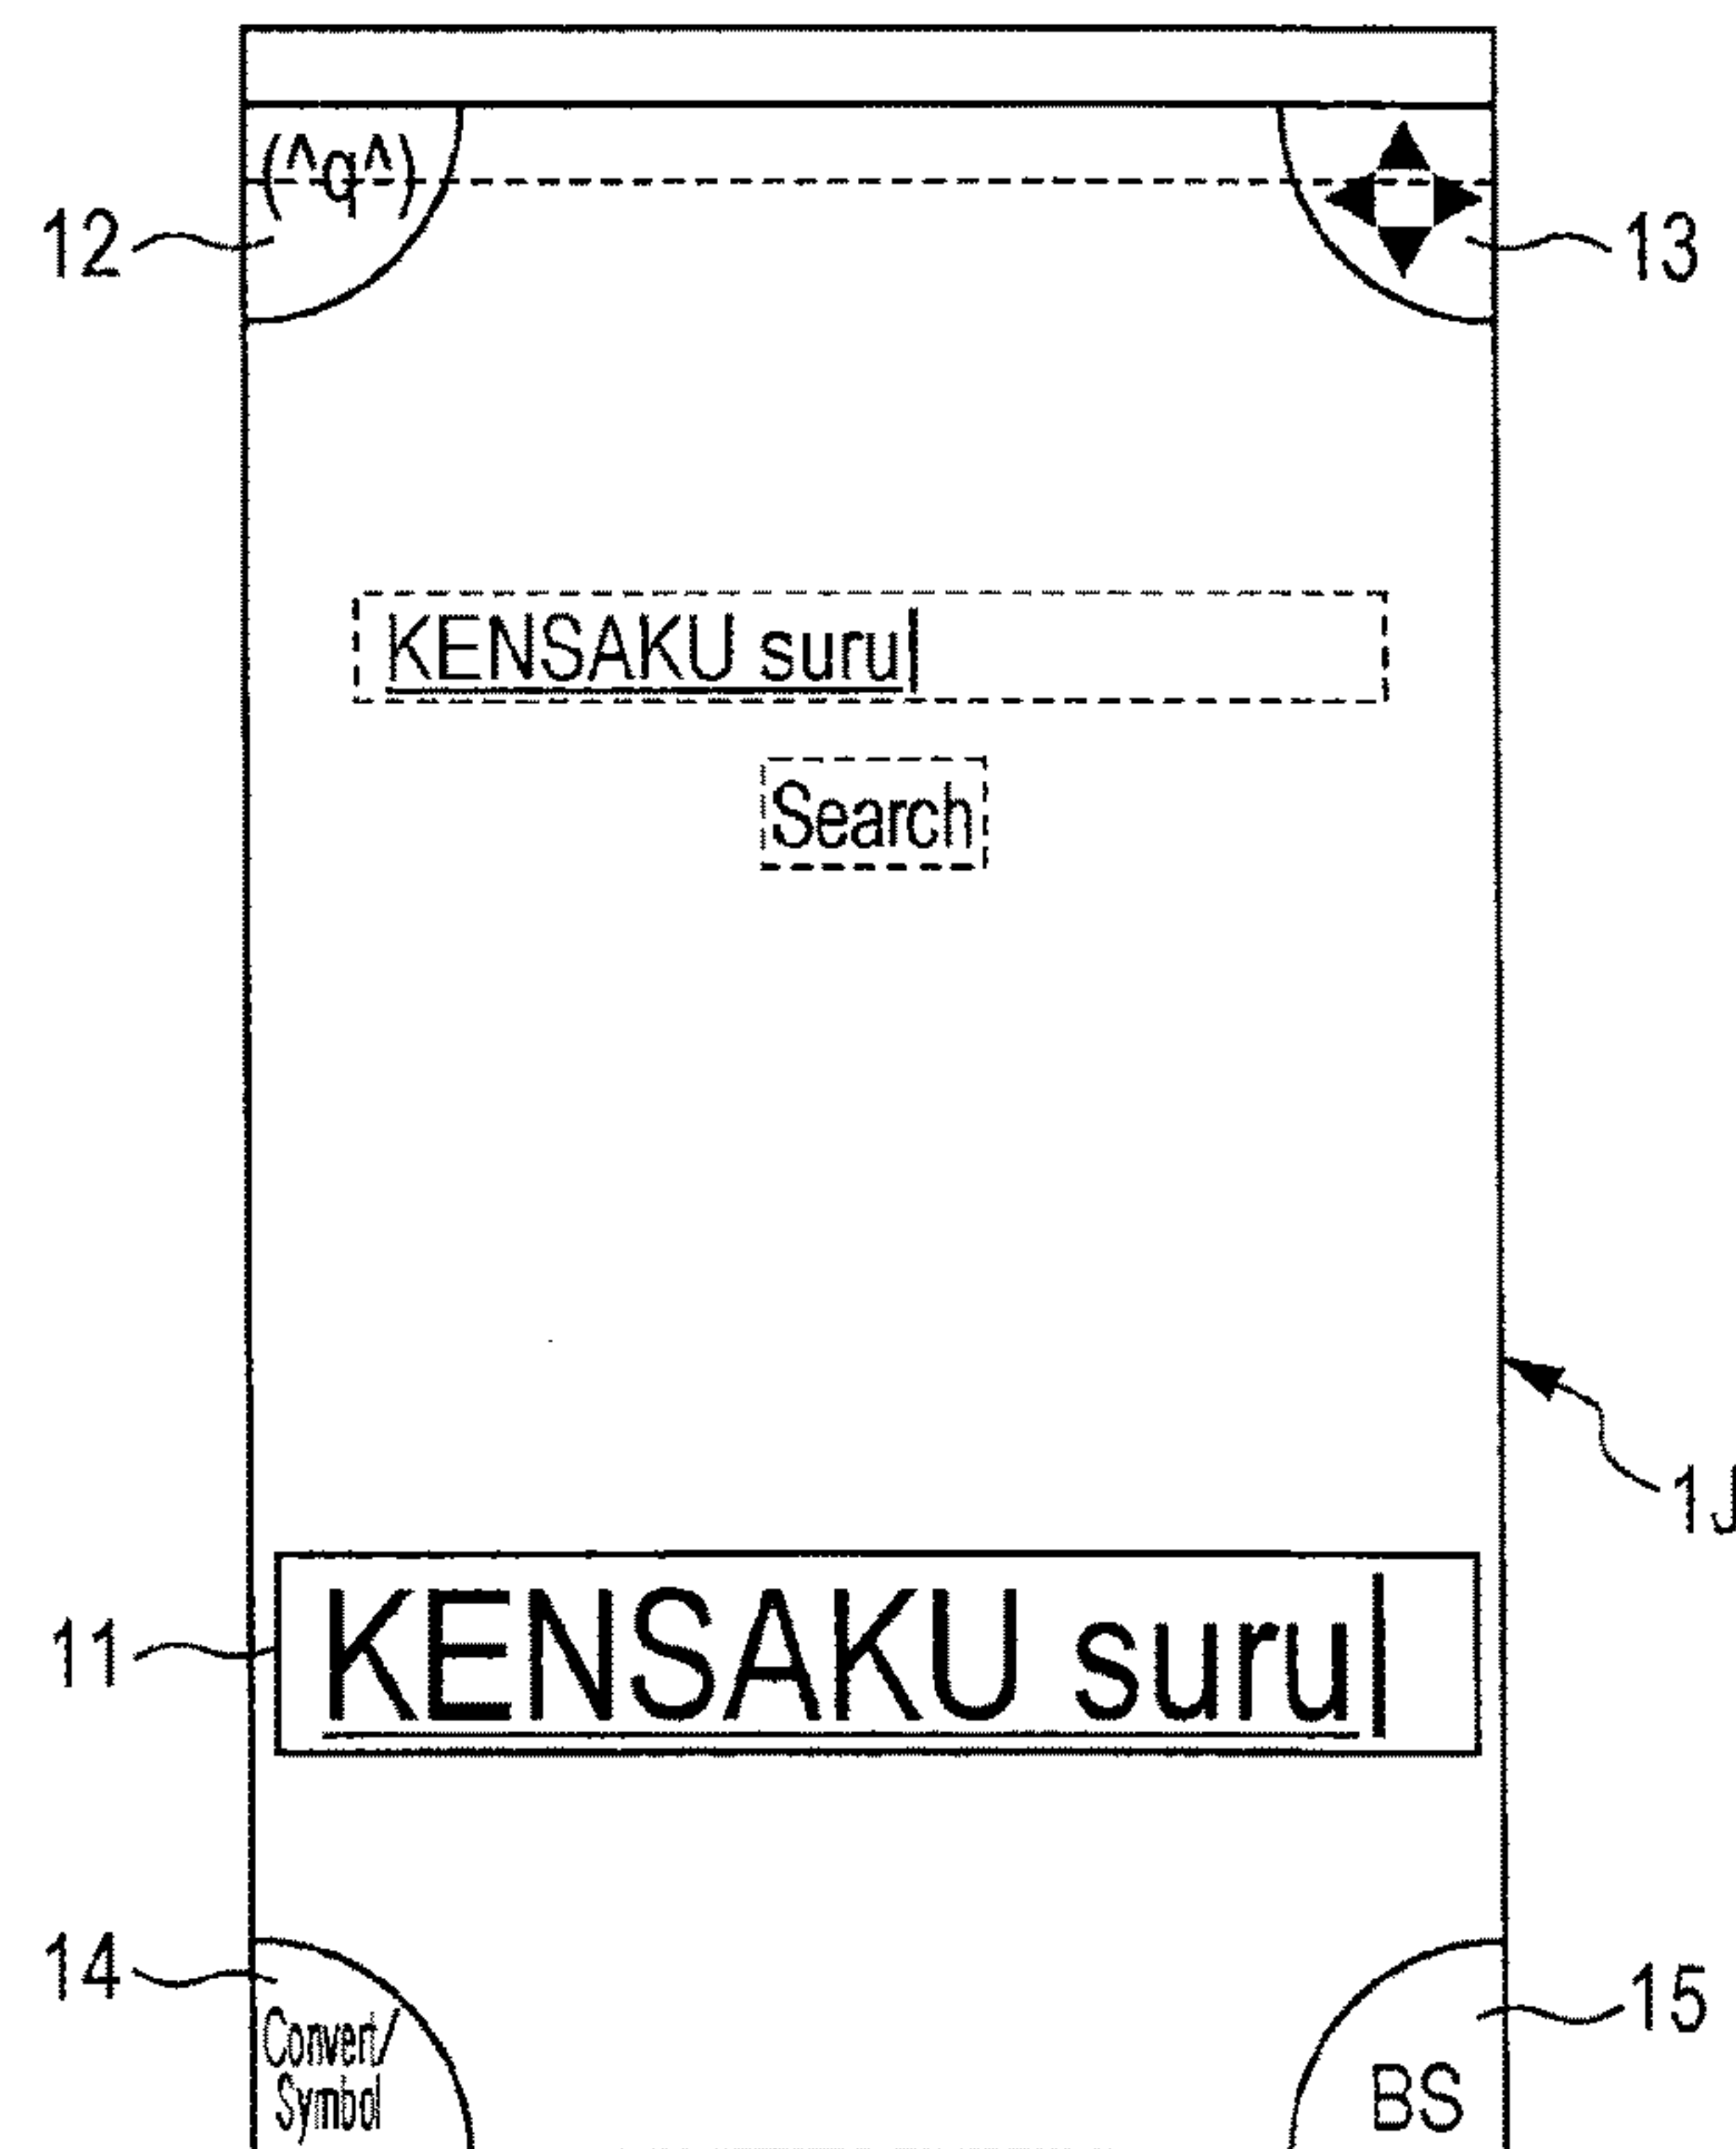 (^q^)
12
13
KENSAKU suru
Search
1J
KENSAKU suru
11
14
Convert/
Symbol
15
BS